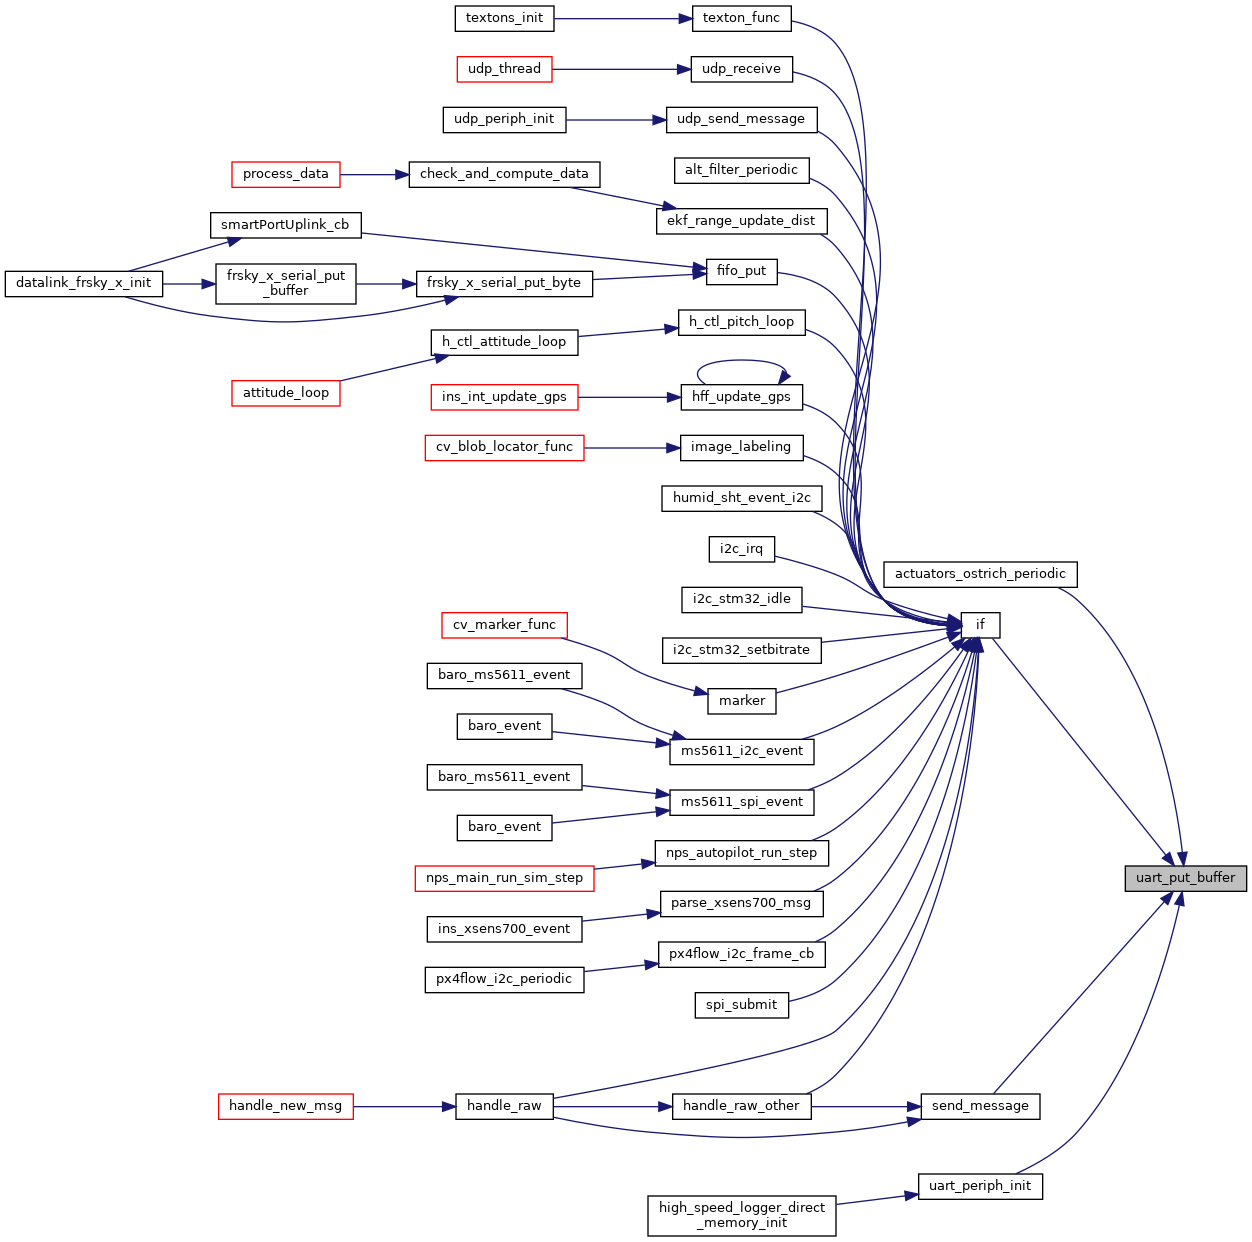 textons_init
texton_func
udp_thread
udp_receive
udp_periph_init
udp_send_message
alt_filter_periodic
process_data
check_and_compute_data
ekf_range_update_dist
smartPortUplink_cb
datalink_frsky_x_init
frsky_x_serial_put
_buffer
frsky_x_serial_put_byte
fifo_put
h_ctl_pitch_loop
h_ctl_attitude_loop
attitude_loop
ins_int_update_gps
hff_update_gps
cv_blob_locator_func
image_labeling
humid_sht_event_i2c
i2c_irq
actuators_ostrich_periodic
i2c_stm32_idle
if
cv_marker_func
i2c_stm32_setbitrate
baro_ms5611_event
marker
baro_event
ms5611_i2c_event
baro_ms5611_event
ms5611_spi_event
baro_event
nps_autopilot_run_step
nps_main_run_sim_step
uart_put_buffer
parse_xsens700_msg
ins_xsens700_event
px4flow_i2c_frame_cb
px4flow_i2c_periodic
spi_submit
handle_new_msg
handle_raw
handle_raw_other
send_message
uart_periph_init
high_speed_logger_direct
_memory_init